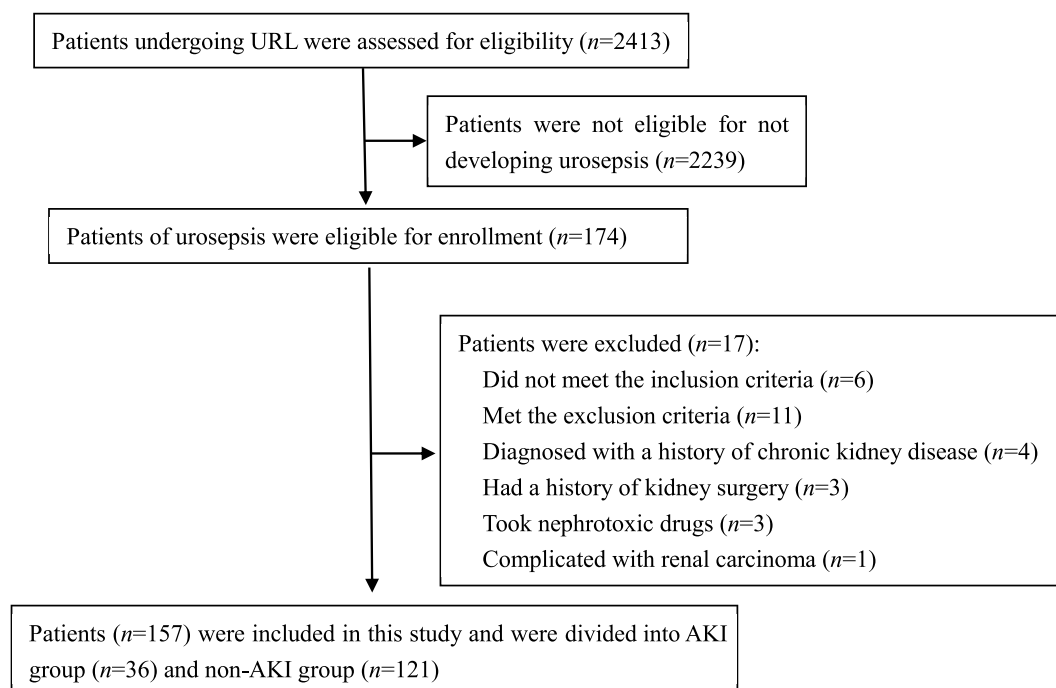 Patients undergoing URL were assessed for eligibility (n=2413)
Patients were not eligible for not
developing urosepsis (n=2239)
Patients of urosepsis were eligible for enrollment (n=174)
Patients were excluded (n=17):
Did not meet the inclusion criteria (n=6)
Met the exclusion criteria (n=11)
Diagnosed with a history of chronic kidney disease (n=4)
Had a history of kidney surgery (n=3)
Took nephrotoxic drugs (n=3)
Complicated with renal carcinoma (n=1)
Patients (n=157) were included in this study and were divided into AKI
group (n=36) and non-AKI group (n=121)